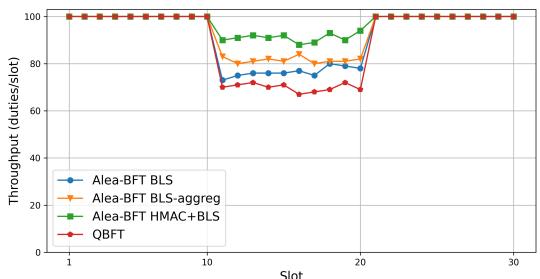 Throughput (duties/slot)
100
80
60
40
20
0
Alea-BFT BLS
Alea-BFT BLS-aggreg
Alea-BFT HMAC+BLS
QBFT
1
10
20
30
Slot